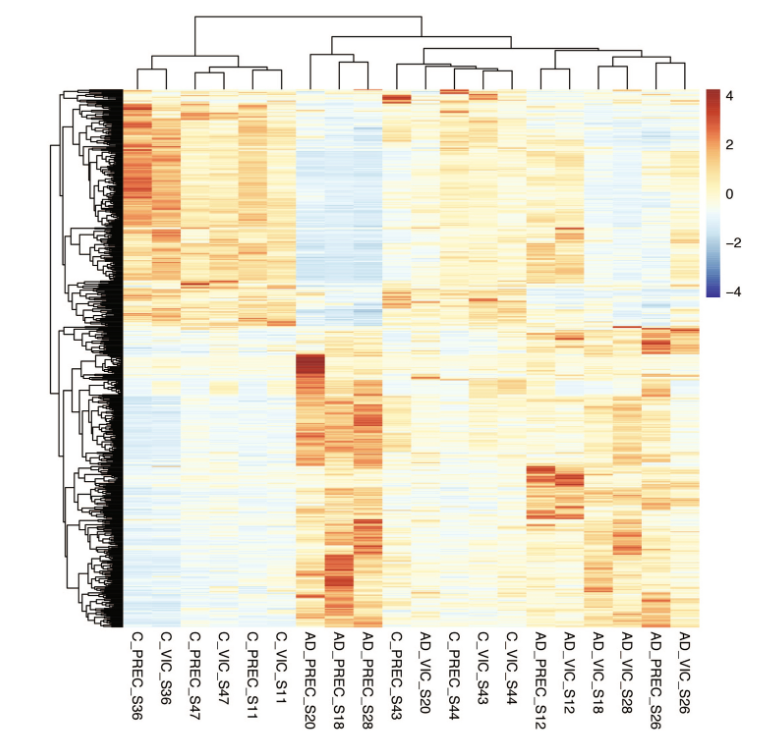 4
2
0
−2
−4
C_PREC_S36
C_VIC_S36
C_PREC_S47
C_VIC_S47
C_PREC_S11
C_VIC_S11
AD_PREC_S20
AD_PREC_S18
AD_PREC_S28
C_PREC_S43
AD_VIC_S20
C_PREC_S44
C_VIC_S43
C_VIC_S44
AD_PREC_S12
AD_VIC_S12
AD_VIC_S18
AD_VIC_S28
AD_PREC_S26
AD_VIC_S26